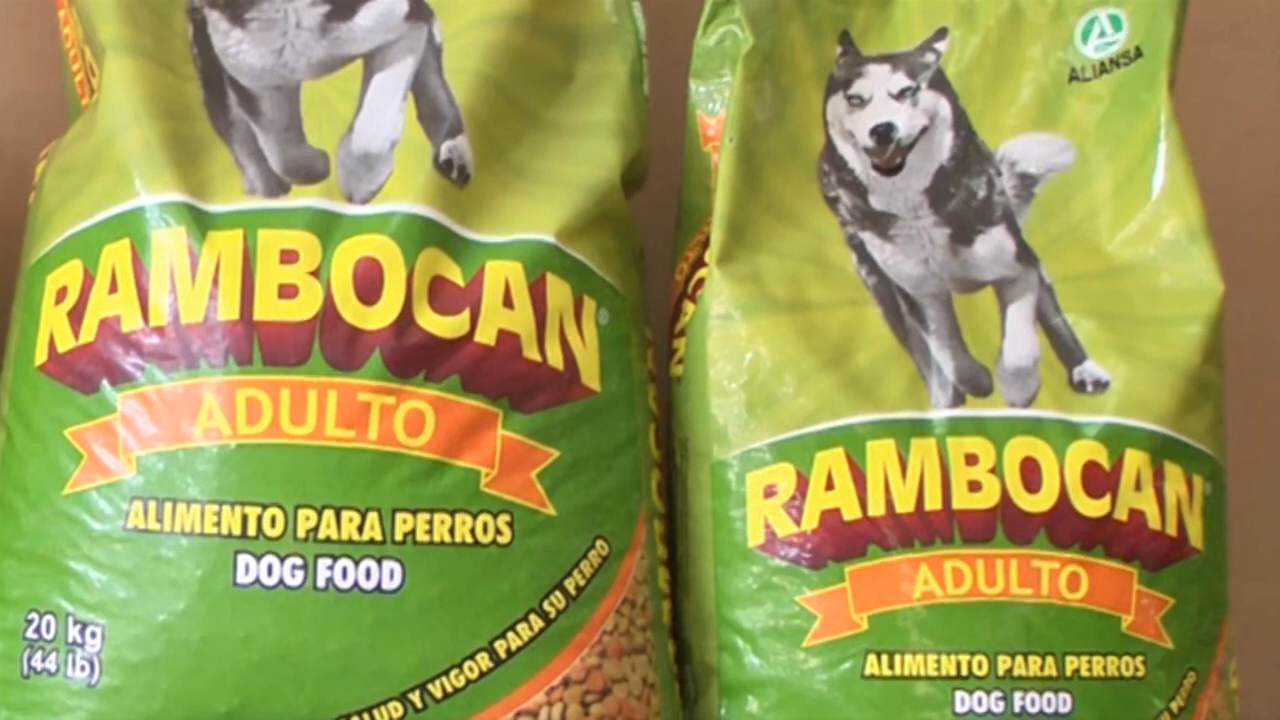 RAMBOCAN®
ADULTO
ALIMENTO PARA PERROS
DOG FOOD
20 kg
(44 lb)
Y VIGOR PARA SU PERRO
ALIANSA
RAMBOCAN
ADULTO
ALIMENTO PARA PERROS
DOG FOOD
PERRO